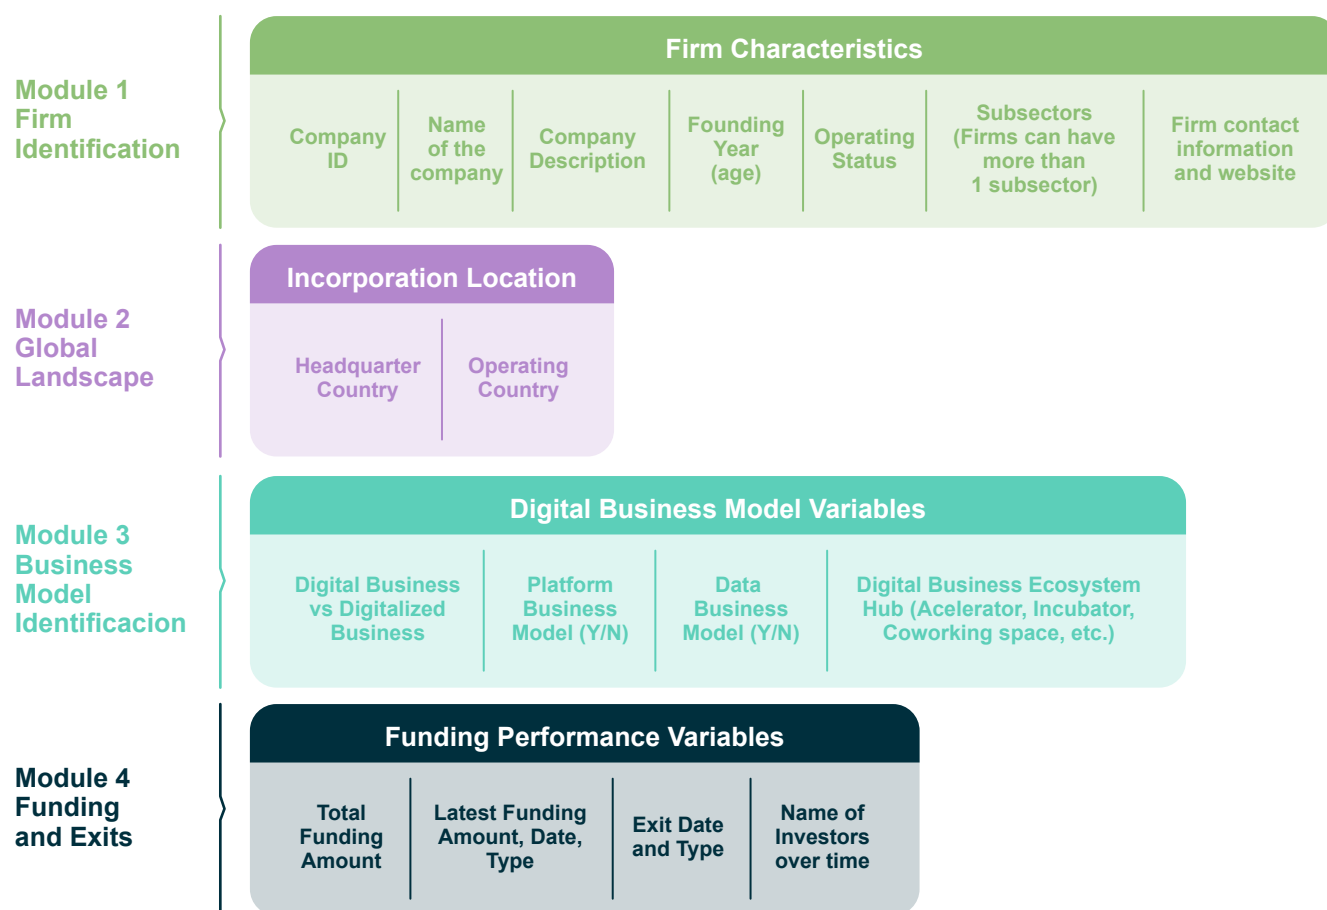 Module 1
Firm
Identification
Firm Characteristics
Company
ID
Name
of the
company
Company
Description
Founding
Year
(age)
Operating
Status
Subsectors
(Firms can have
more than
1 subsector)
Firm contact
information
and website
Module 2
Global
Landscape
Incorporation Location
Headquarter
Country
Operating
Country
Module 3
Business
Model
Identificacion
Digital Business Model Variables
Digital Business
vs Digitalized
Business
Platform
Business
Model (Y/N)
Data
Business
Model (Y/N)
Digital Business Ecosystem
Hub (Acelerator, Incubator,
Coworking space, etc.)
Module 4
Funding
and Exits
Funding Performance Variables
Total
Funding
Amount
Latest Funding
Amount, Date,
Type
Exit Date
and Type
Name of
Investors
over time